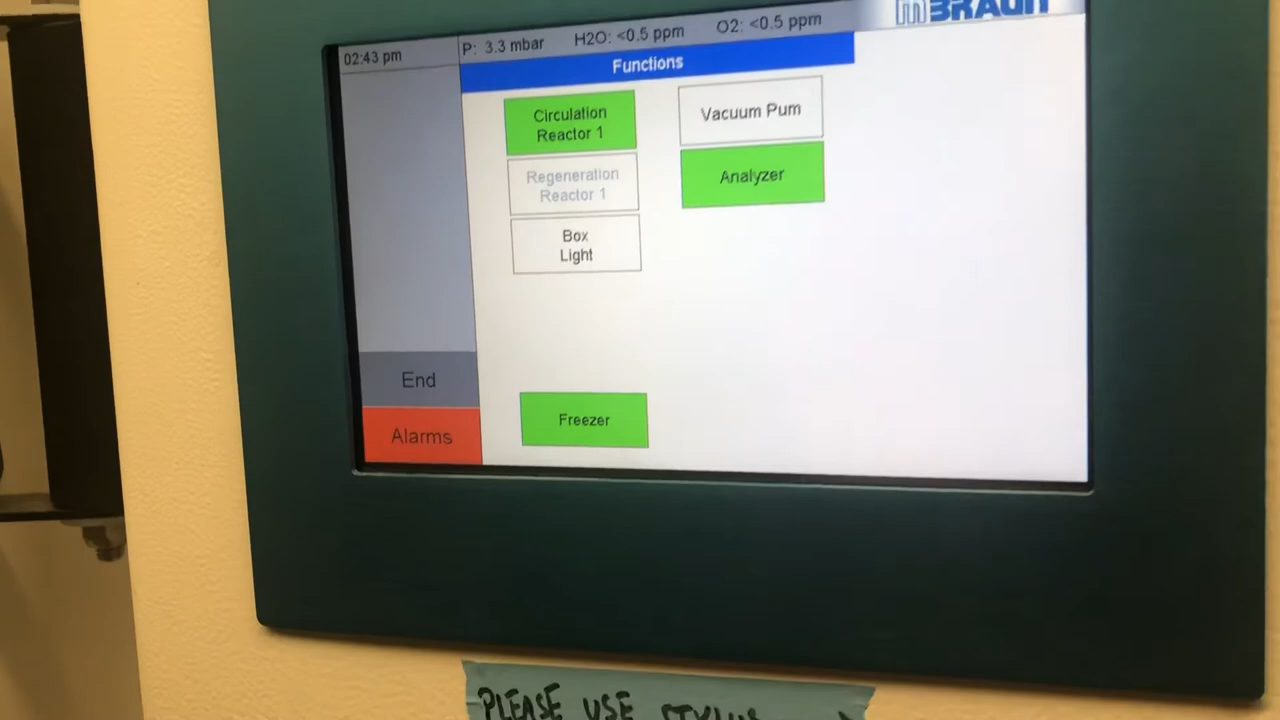 mBRAUN
02:43 pm
P: 3.3 mbar
H2O: <0.5 ppm
O2: <0.5 ppm
Functions
Circulation
Reactor 1
Vacuum Pum
Regeneration
Reactor 1
Analyzer
Box
Light
End
Freezer
Alarms
PLEASE USE STYLUS